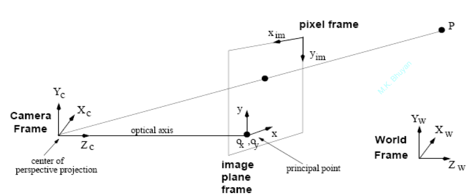 pixel frame
x_im
y_im
P
Y_C
X_C
Camera
Frame
Z_C
optical axis
center of
perspective projection
y
x
image
plane
frame
principal point
Y_W
X_W
World
Frame
Z_W